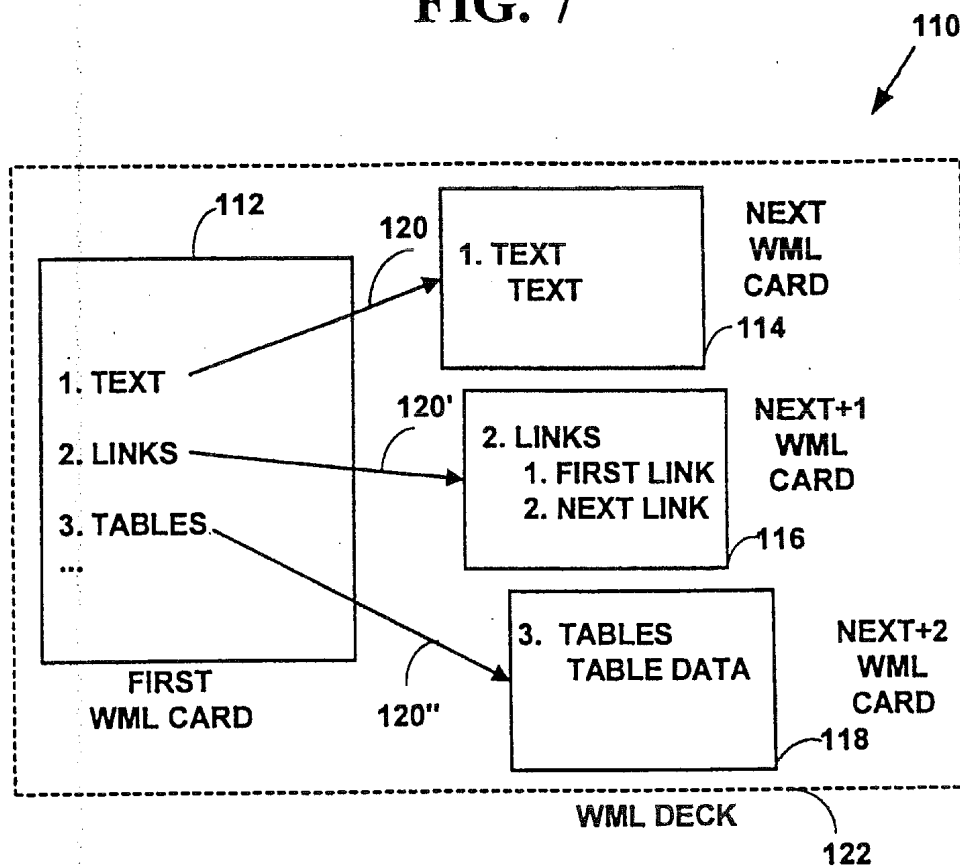 FIG. 7
110
112
120
1. TEXT
TEXT
NEXT
WML
CARD
114
1. TEXT
2. LINKS
3. TABLES
...
FIRST
WML CARD
120'
2. LINKS
1. FIRST LINK
2. NEXT LINK
NEXT+1
WML
CARD
116
120"
3. TABLES
TABLE DATA
NEXT+2
WML
CARD
118
WML DECK
122